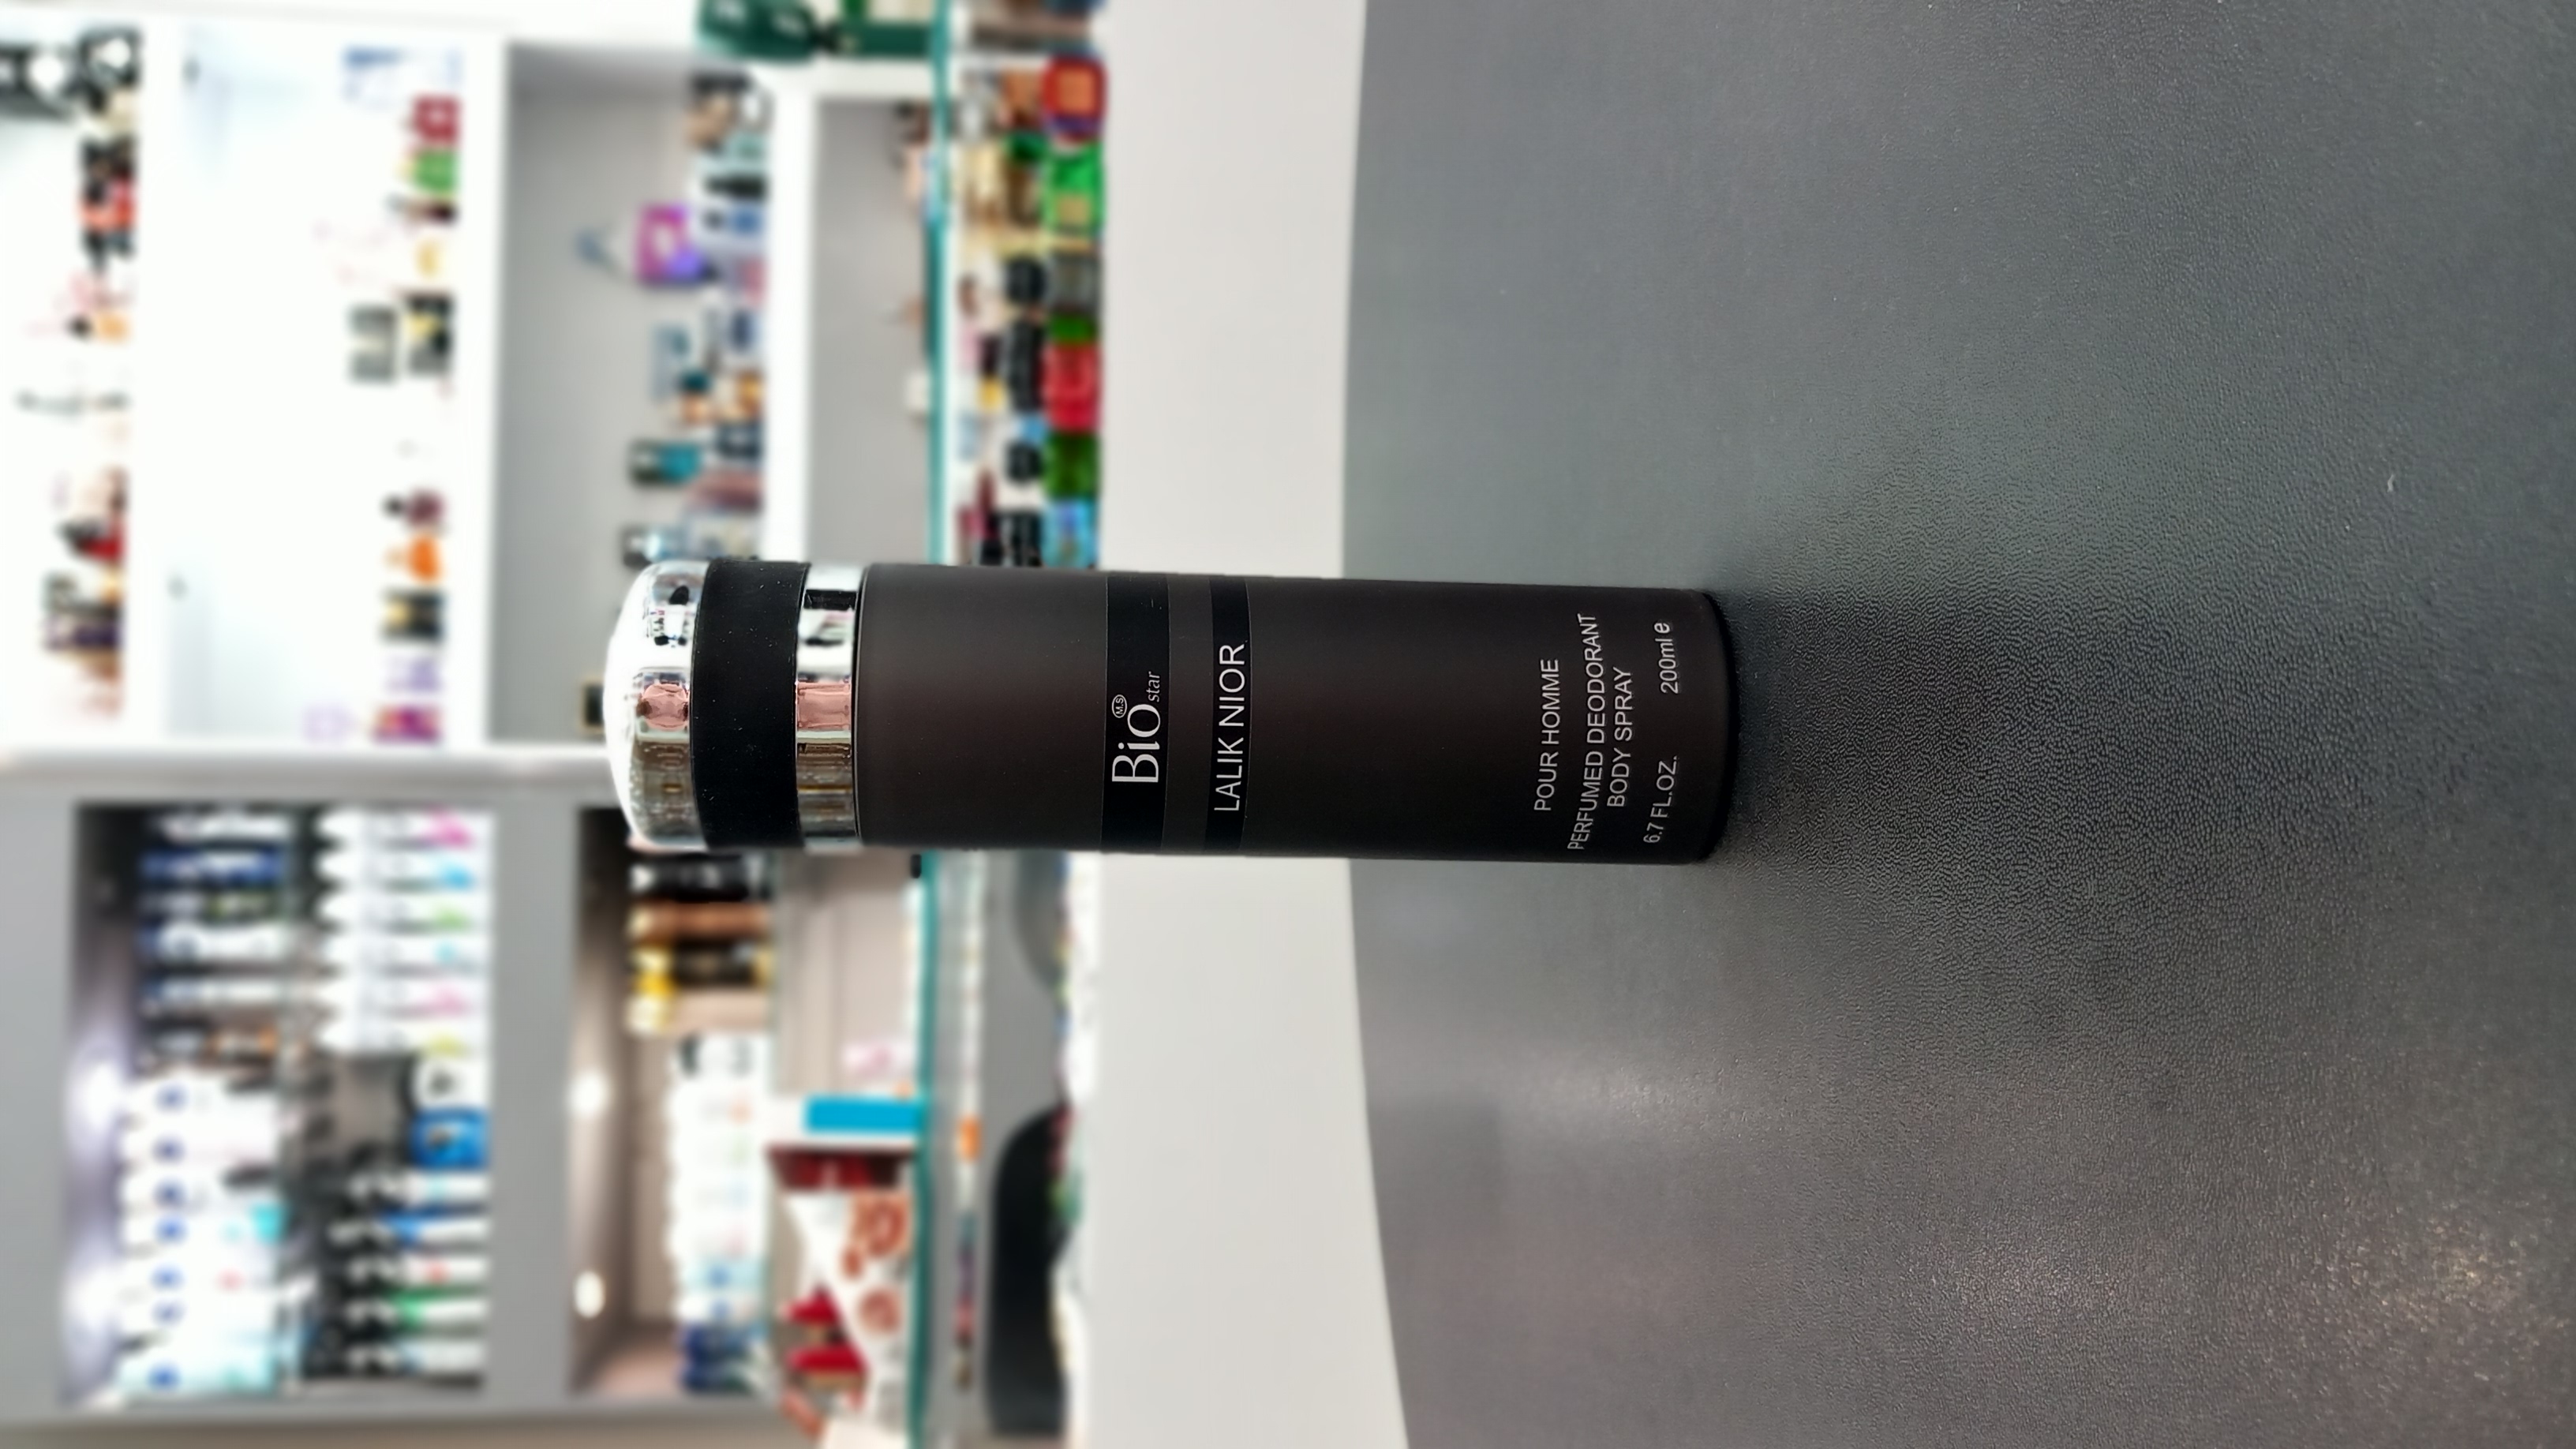 BiO M.S star
LALIK NIOR
POUR HOMME
PERFUMED DEODORANT
BODY SPRAY
6.7 FL.OZ. 200ml e